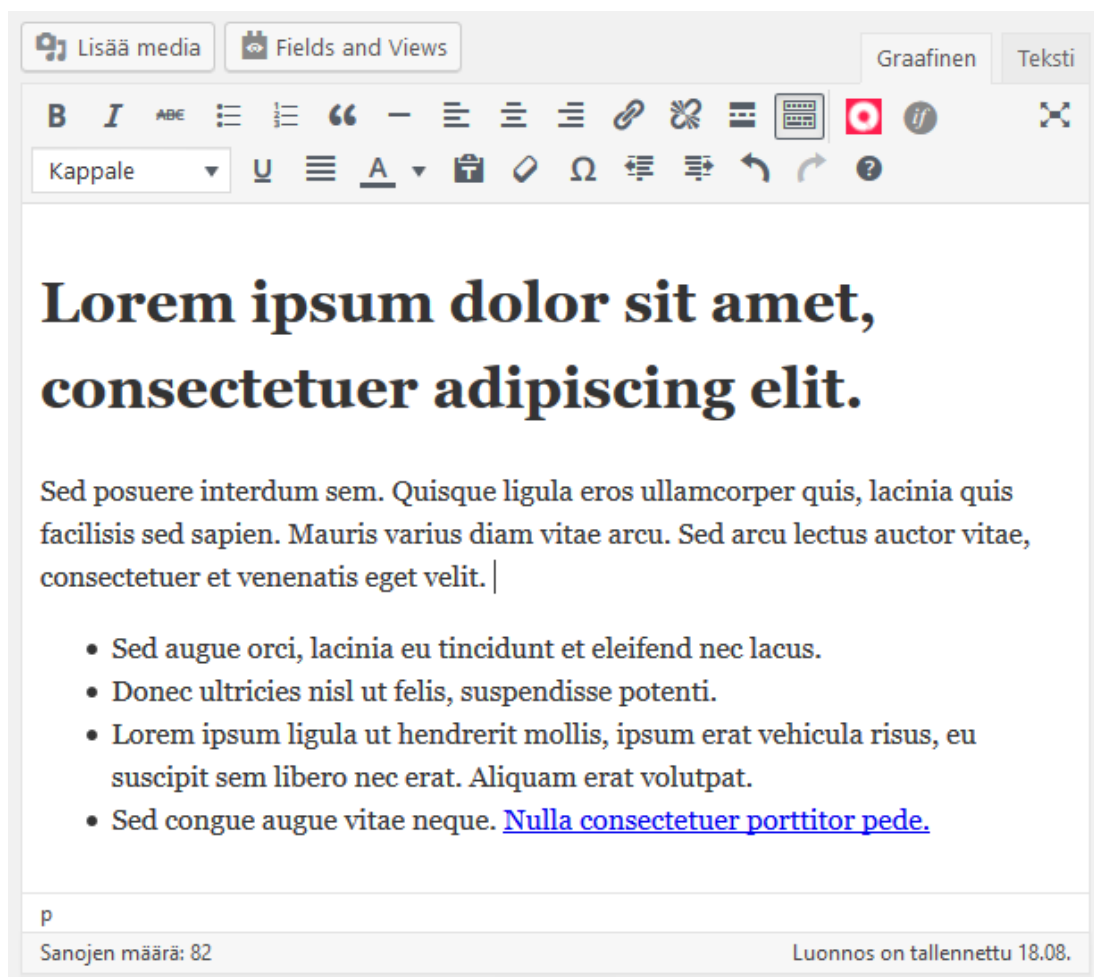 Lisää media
Fields and Views
Graafinen
Teksti
B I ABE
if
Kappale
U A T Ω ?
Lorem ipsum dolor sit amet,
consectetuer adipiscing elit.
Sed posuere interdum sem. Quisque ligula eros ullamcorper quis, lacinia quis
facilisis sed sapien. Mauris varius diam vitae arcu. Sed arcu lectus auctor vitae,
consectetuer et venenatis eget velit.
• Sed augue orci, lacinia eu tincidunt et eleifend nec lacus.
• Donec ultricies nisl ut felis, suspendisse potenti.
• Lorem ipsum ligula ut hendrerit mollis, ipsum erat vehicula risus, eu
suscipit sem libero nec erat. Aliquam erat volutpat.
• Sed congue augue vitae neque. Nulla consectetuer porttitor pede.
p
Sanojen määrä: 82
Luonnos on tallennettu 18.08.